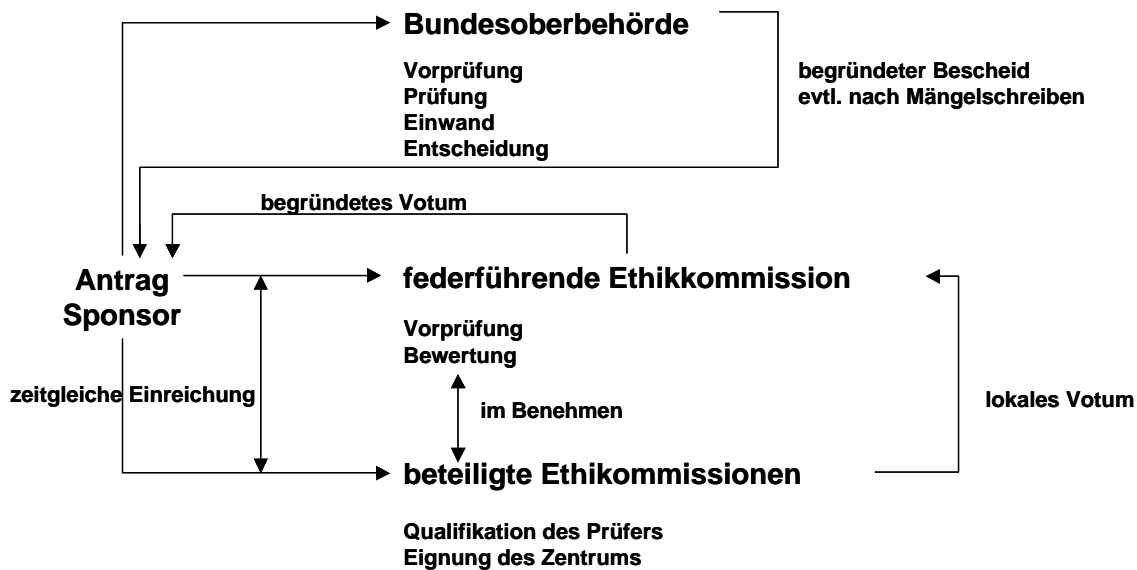 Bundesoberbehörde
Vorprüfung
Prüfung
Einwand
Entscheidung
begründeter Bescheid
evtl. nach Mängelschreiben
begründetes Votum
Antrag
Sponsor
federführende Ethikkommission
Vorprüfung
Bewertung
zeitgleiche Einreichung
im Benehmen
lokales Votum
beteiligte Ethikommissionen
Qualifikation des Prüfers
Eignung des Zentrums